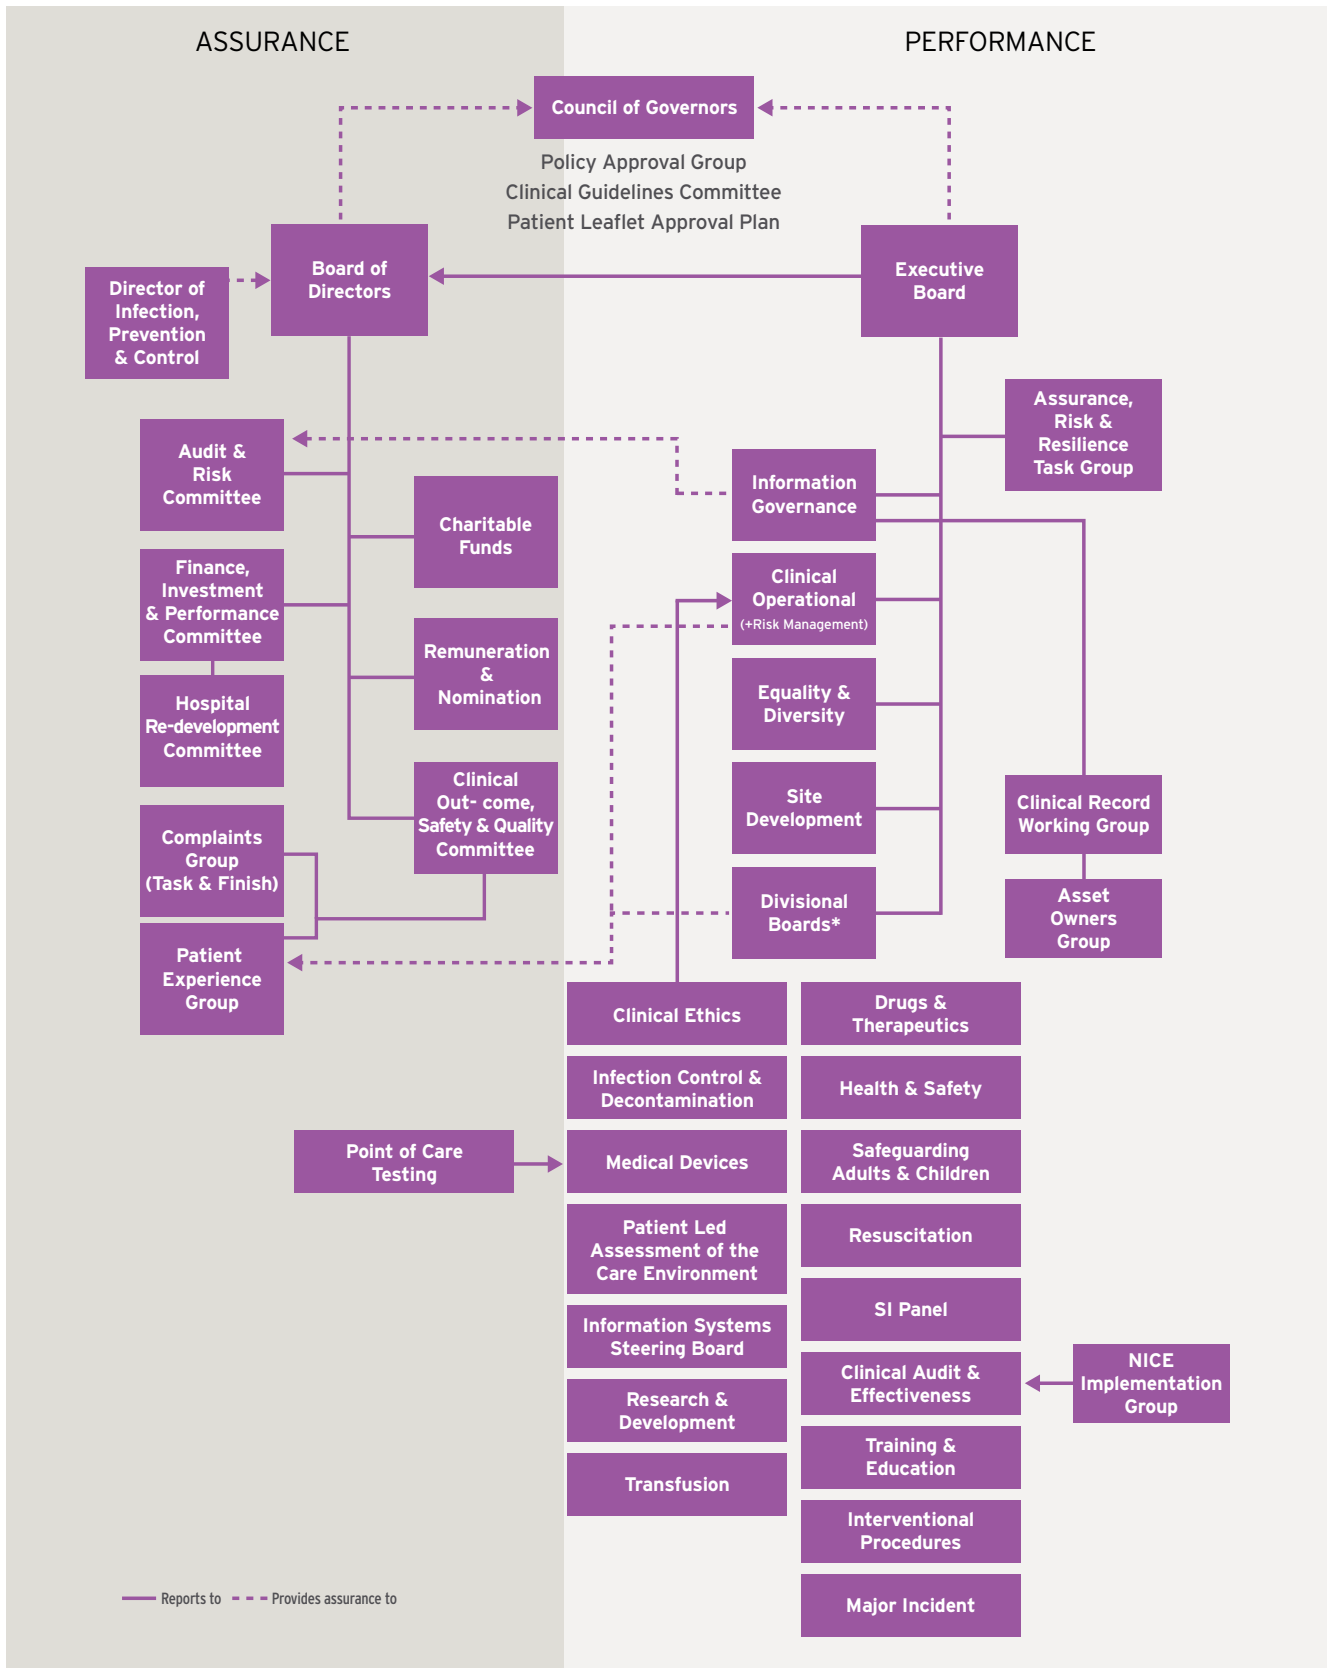 ASSURANCE
PERFORMANCE
Council of Governors
Policy Approval Group
Clinical Guidelines Committee
Patient Leaflet Approval Plan
Board of
Directors
Executive
Board
Director of
Infection,
Prevention
& Control
Assurance,
Risk &
Resilience
Task Group
Audit &
Risk
Committee
Information
Governance
Charitable
Funds
Finance,
Investment
& Performance
Committee
Clinical
Operational
(+Risk Management)
Remuneration
&
Nomination
Equality &
Diversity
Hospital
Re-development
Committee
Clinical
Out- come,
Safety & Quality
Committee
Site
Development
Clinical Record
Working Group
Complaints
Group
(Task & Finish)
Divisional
Boards*
Asset
Owners
Group
Patient
Experience
Group
Clinical Ethics
Drugs &
Therapeutics
Infection Control &
Decontamination
Health & Safety
Point of Care
Testing
Medical Devices
Safeguarding
Adults & Children
Patient Led
Assessment of the
Care Environment
Resuscitation
Information Systems
Steering Board
SI Panel
Research &
Development
Clinical Audit &
Effectiveness
NICE
Implementation
Group
Transfusion
Training &
Education
Interventional
Procedures
Major Incident
Reports to
Provides assurance to